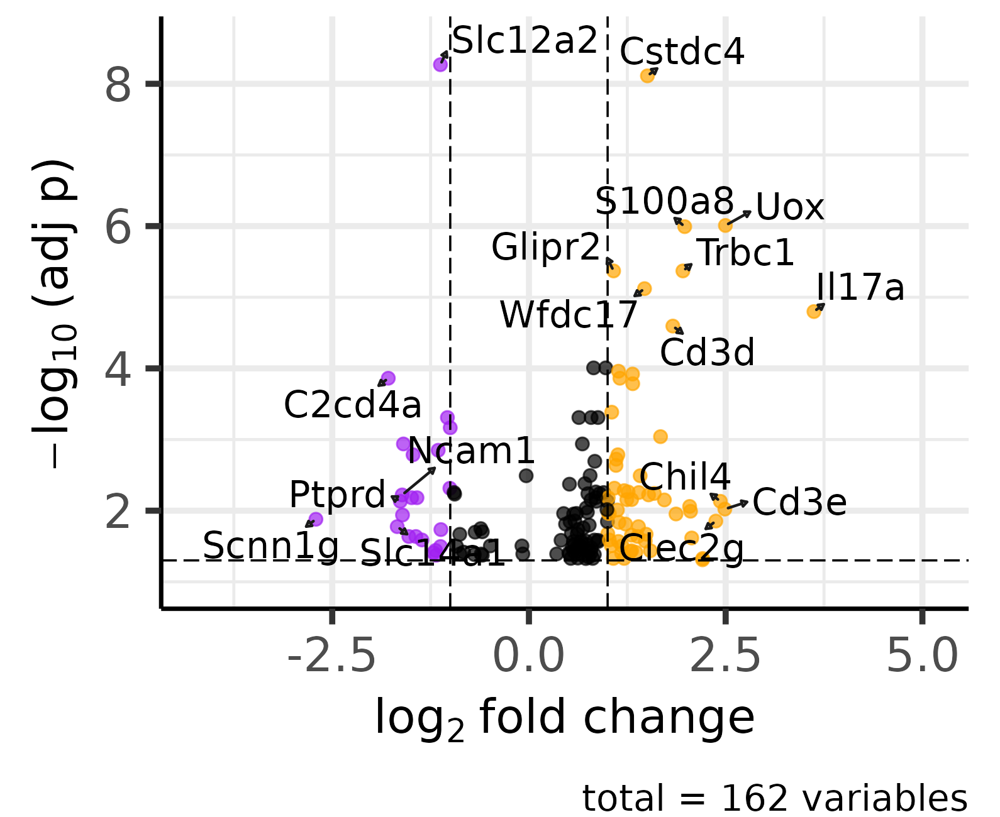 Slc12a2
Cstdc4
8
S100a8
Uox
6
Glipr2
Trbc1
Il17a
Wfdc17
Cd3d
4
C2cd4a
Ncam1
Chil4
Ptprd
Cd3e
2
Scnn1g
Slc14a1
Clec2g
−log10 (adj p)
-2.5 0.0 2.5 5.0
log2 fold change
total = 162 variables